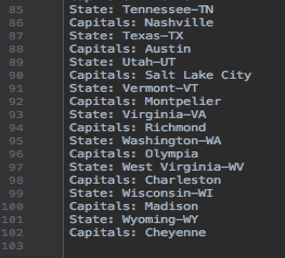 85 State: Tennessee-TN
86 Capitals: Nashville
87 State: Texas-TX
88 Capitals: Austin
89 State: Utah-UT
90 Capitals: Salt Lake City
91 State: Vermont-VT
92 Capitals: Montpelier
93 State: Virginia-VA
94 Capitals: Richmond
95 State: Washington-WA
96 Capitals: Olympia
97 State: West Virginia-WV
98 Capitals: Charleston
99 State: Wisconsin-WI
100 Capitals: Madison
101 State: Wyoming-WY
102 Capitals: Cheyenne
103